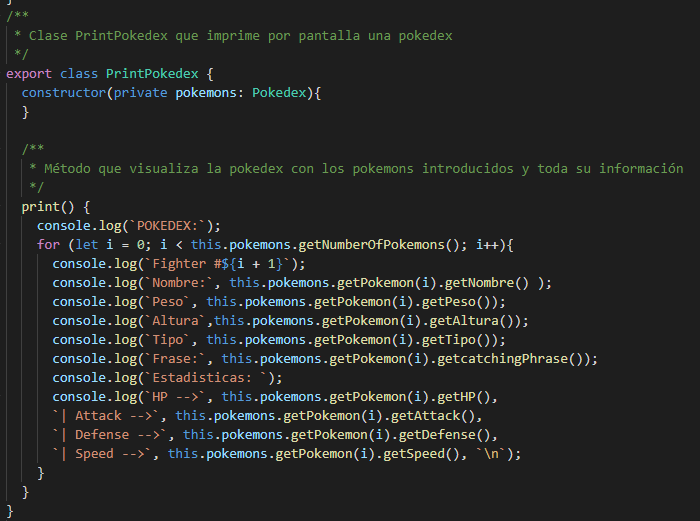 /**
 * Clase PrintPokedex que imprime por pantalla una pokedex
 */
export class PrintPokedex {
  constructor(private pokemons: Pokedex){
  }

  /**
   * Método que visualiza la pokedex con los pokemons introducidos y toda su información
   */
  print() {
    console.log(`POKEDEX:`);
    for (let i = 0; i < this.pokemons.getNumberOfPokemons(); i++){
      console.log(`Fighter #${i + 1}`);
      console.log(`Nombre:`, this.pokemons.getPokemon(i).getNombre() );
      console.log(`Peso`, this.pokemons.getPokemon(i).getPeso());
      console.log(`Altura`,this.pokemons.getPokemon(i).getAltura());
      console.log(`Tipo`, this.pokemons.getPokemon(i).getTipo());
      console.log(`Frase:`, this.pokemons.getPokemon(i).getcatchingPhrase());
      console.log(`Estadisticas: `);
      console.log(`HP -->`, this.pokemons.getPokemon(i).getHP(),
      `| Attack -->`, this.pokemons.getPokemon(i).getAttack(),
      `| Defense -->`, this.pokemons.getPokemon(i).getDefense(),
      `| Speed -->`, this.pokemons.getPokemon(i).getSpeed(), `\n`);
    }
  }
}